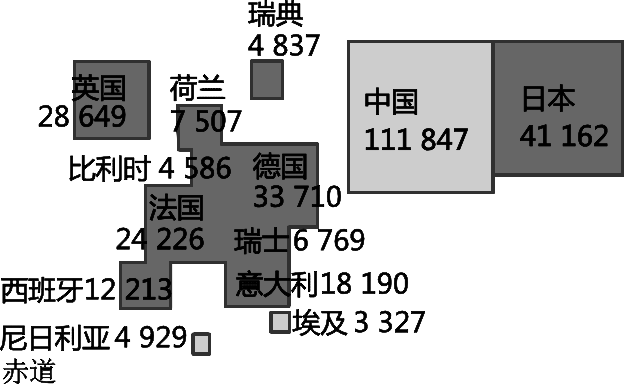 瑞典
4 837
英国
28 649
荷兰
7 507
中国
111 847
日本
41 162
比利时 4 586
德国
33 710
法国
24 226
瑞士 6 769
西班牙 12 213
意大利 18 190
尼日利亚 4 929
埃及 3 327
赤道